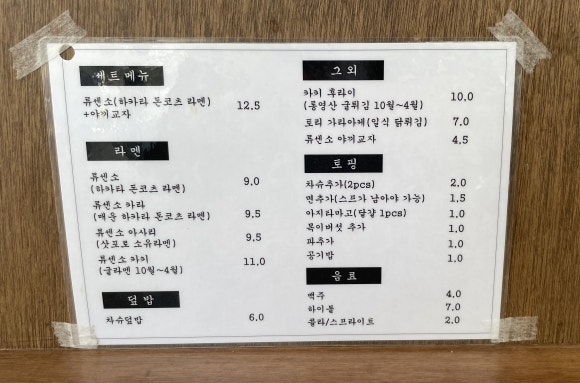 세트메뉴
류센소(하카타 돈코츠 라멘) 12.5
+야끼교자
라멘
류센소 9.0
(하카타 돈코츠 라멘)
류센소 카라 9.5
(매운 하카타 돈코츠 라멘)
류센소 아사리 9.5
(삿포로 소유라멘)
류센소 카키 11.0
(굴라멘 10월~4월)
덮밥
차슈덮밥 6.0
그외
카키 후라이 10.0
(통영산 굴튀김 10월~4월)
토리 가라아게(일식 닭튀김) 7.0
류센소 야끼교자 4.5
토핑
차슈추가(2pcs) 2.0
면추가(스프가 남아야 가능) 1.5
아지타마고(달걀 1pcs) 1.0
목이버섯 추가 1.0
파추가 1.0
공기밥 1.0
음료
맥주 4.0
하이볼 7.0
콜라/스프라이트 2.0